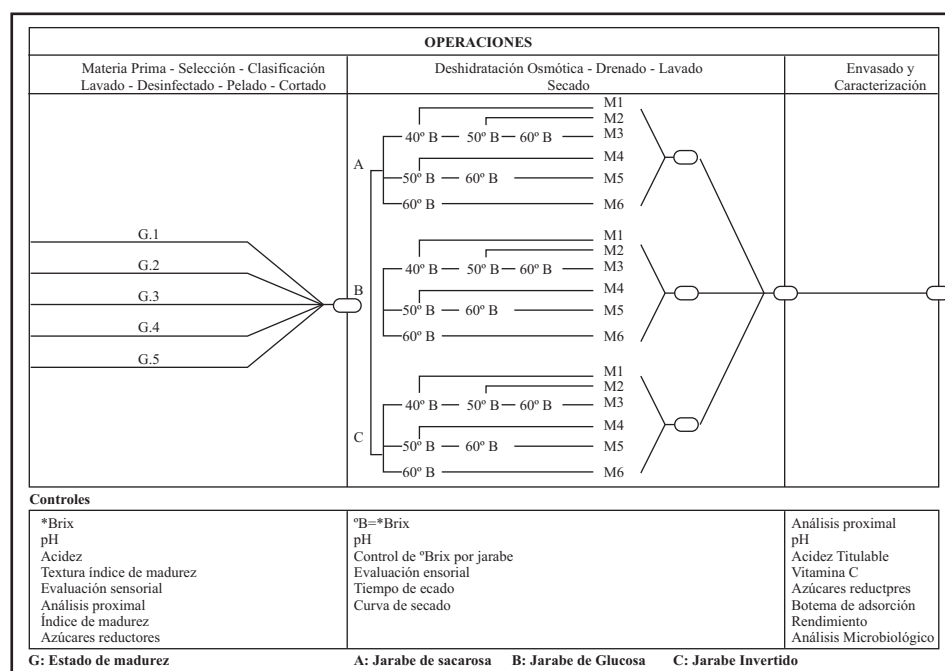 OPERACIONES
Materia Prima - Selección - Clasificación
Lavado - Desinfectado - Pelado - Cortado
Deshidratación Osmótica - Drenado - Lavado
Secado
Envasado y
Caracterización
G.1
G.2
G.3
G.4
G.5
A
M1
M2
40º B 50º B 60º B M3
M4
50º B 60º B M5
60º B M6
B
M1
M2
40º B 50º B 60º B M3
M4
50º B 60º B M5
60º B M6
C
M1
M2
40º B 50º B 60º B M3
M4
50º B 60º B M5
60º B M6
Controles
*Brix
pH
Acidez
Textura índice de madurez
Evaluación sensorial
Análisis proximal
Índice de madurez
Azúcares reductores
ºB=*Brix
pH
Control de ºBrix por jarabe
Evaluación ensorial
Tiempo de ecado
Curva de secado
Análisis proximal
pH
Acidez Titulable
Vitamina C
Azúcares reductpres
Botema de adsorción
Rendimiento
Análisis Microbiológico
G: Estado de madurez A: Jarabe de sacarosa B: Jarabe de Glucosa C: Jarabe Invertido